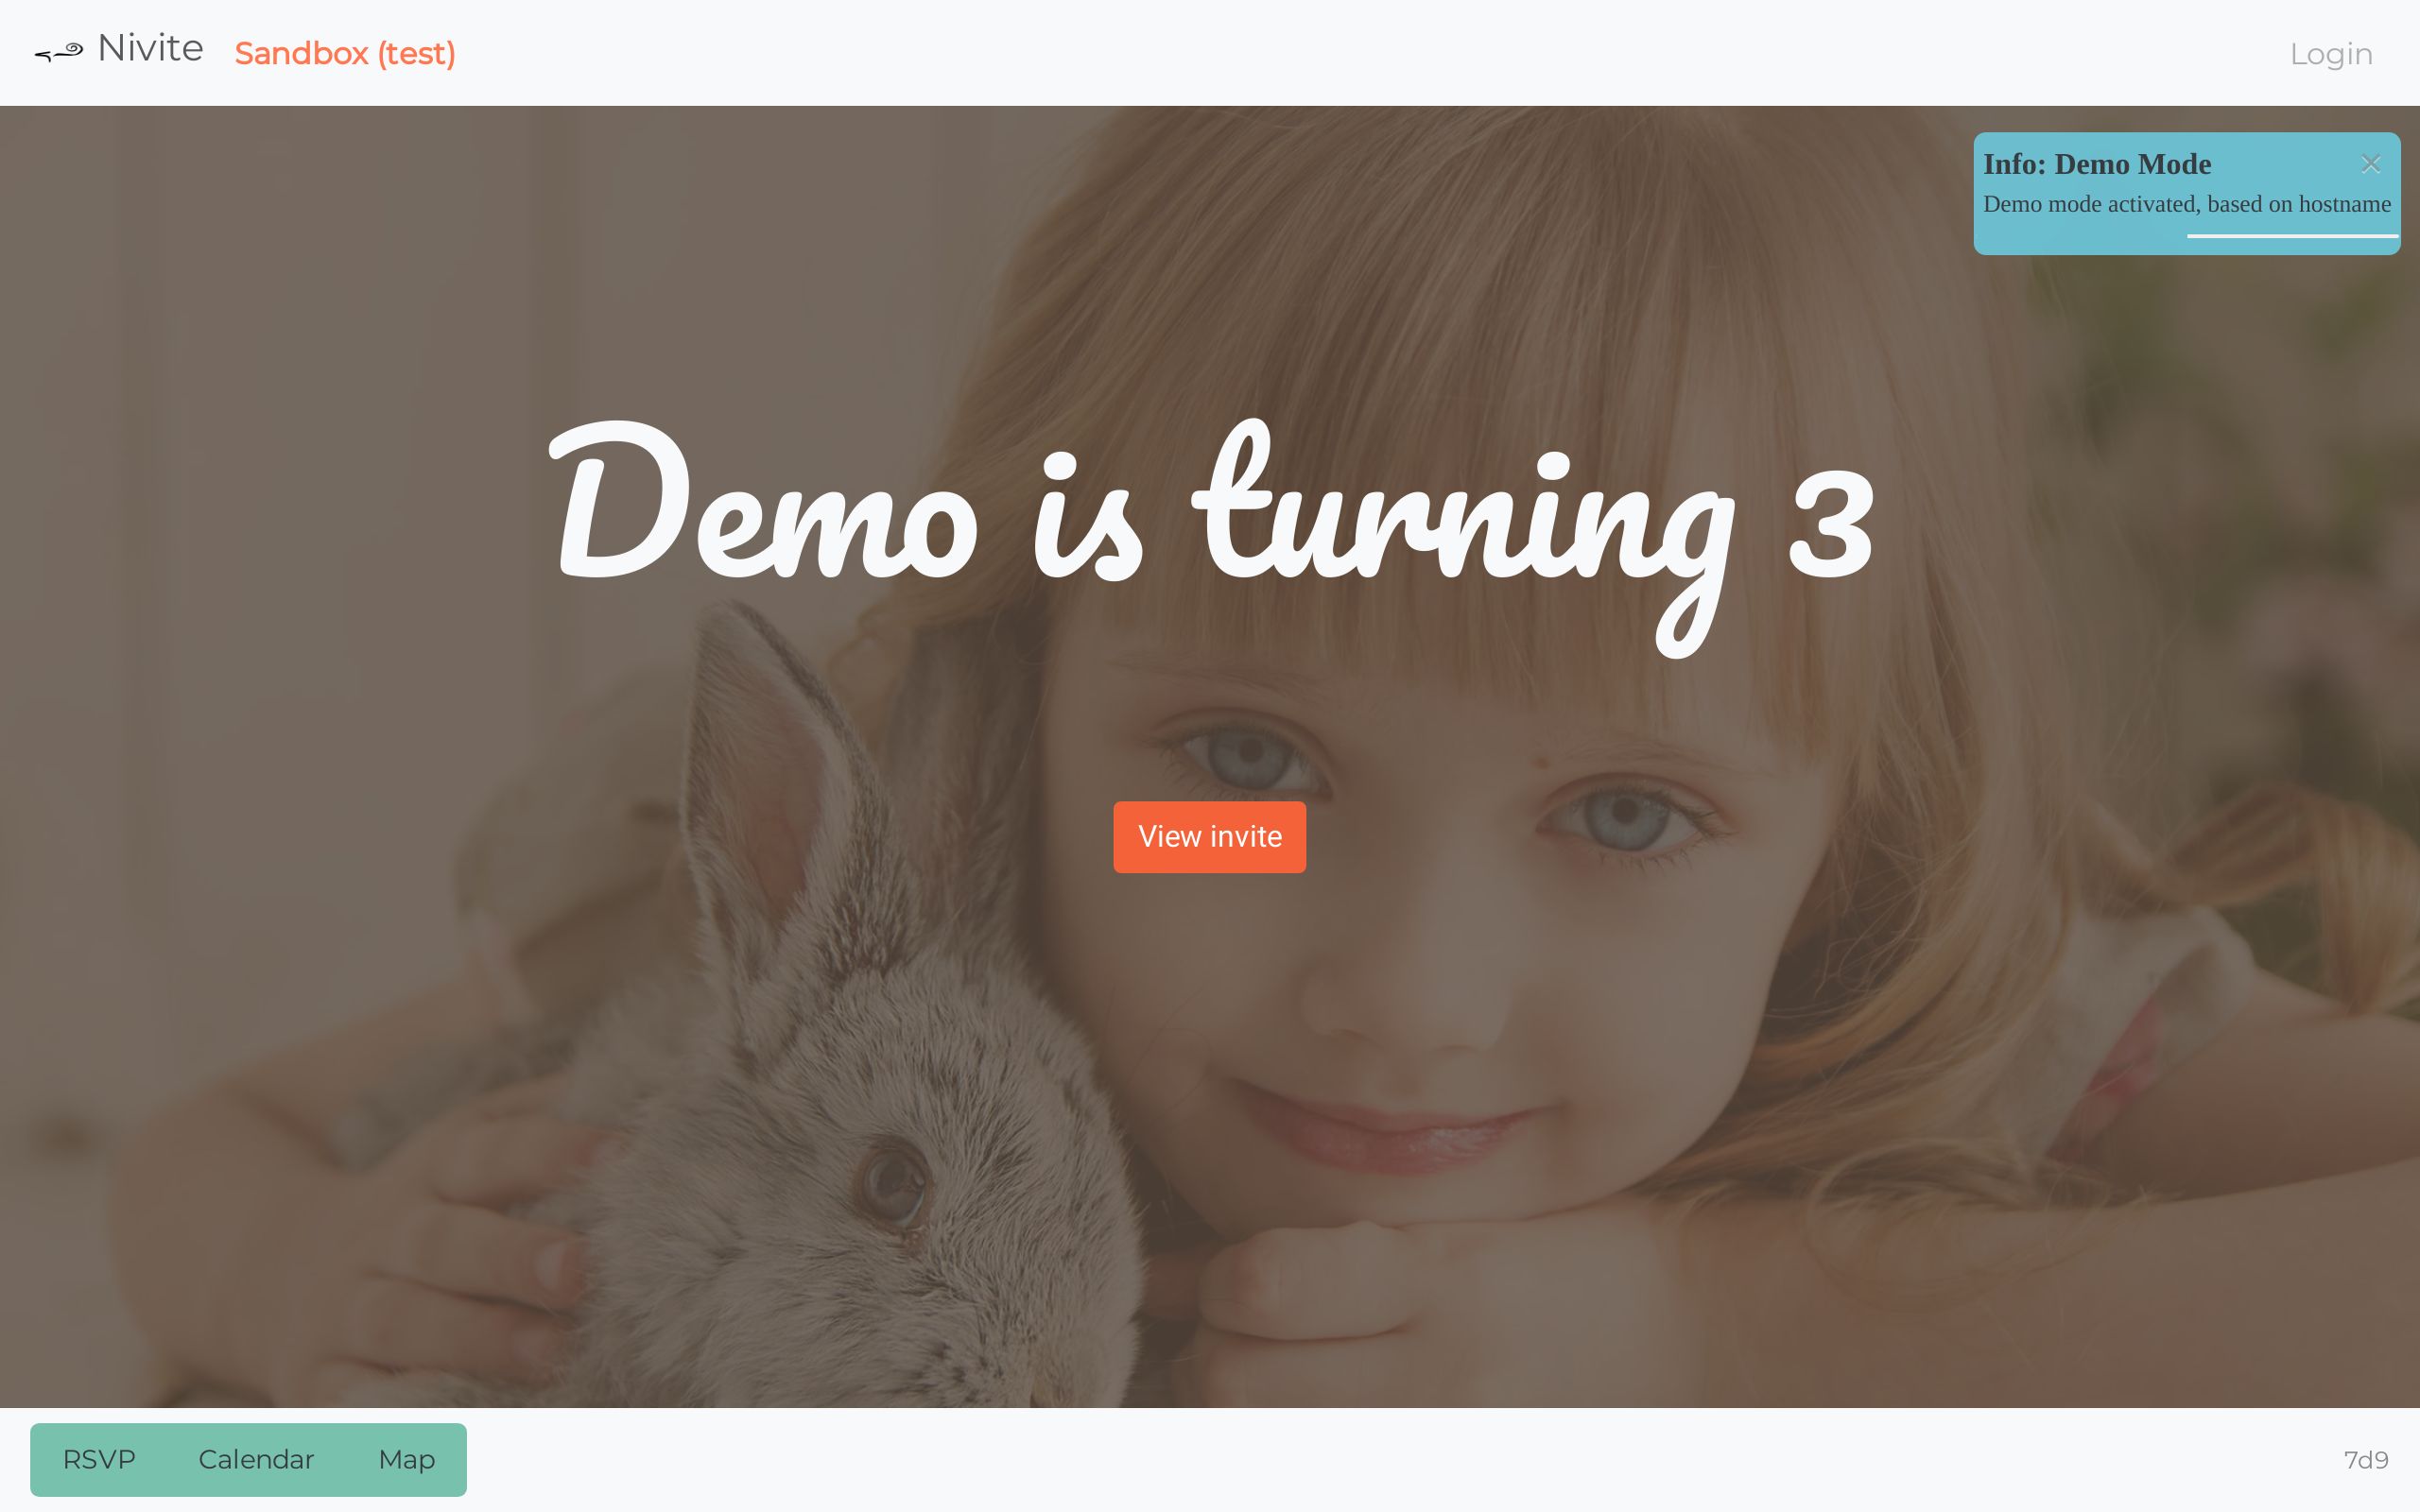 Nivite Sandbox (test) Login
Info: Demo Mode
Demo mode activated, based on hostname
Demo is turning 3
View invite
RSVP Calendar Map 7d9